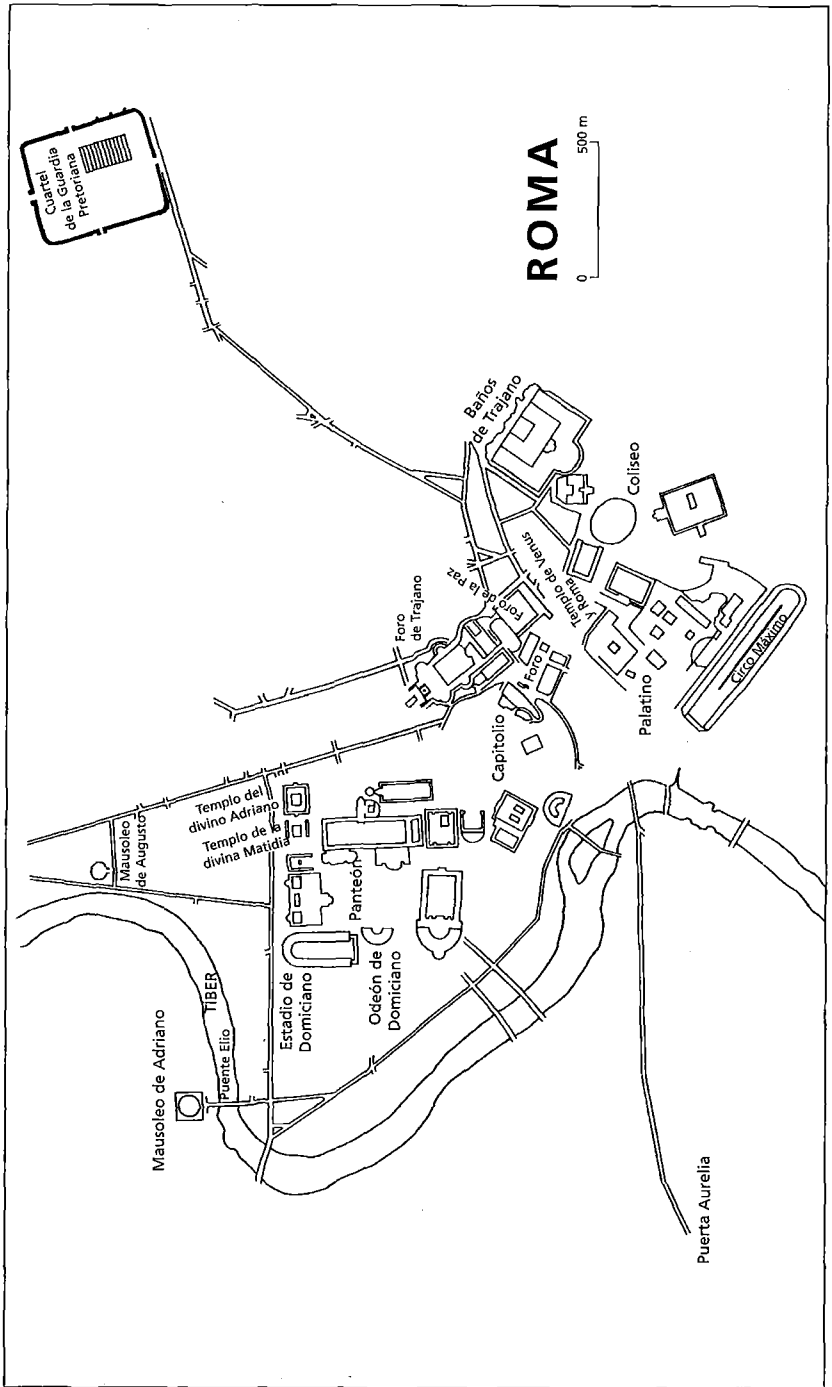 Cuartel
de la Guardia
Pretoriana
ROMA
0
500 m
Baños
de Trajano
Coliseo
Templo de Venus
y Roma
Foro de la Paz
Foro
de Trajano
Foro
Palatino
Circo Máximo
Capitolio
Templo del
divino Adriano
Templo de la
divina Matidia
Mausoleo
de Augusto
Panteón
Estadio de
Domiciano
Odeón de
Domiciano
TÍBER
Puente Elio
Mausoleo de Adriano
Puerta Aurelia